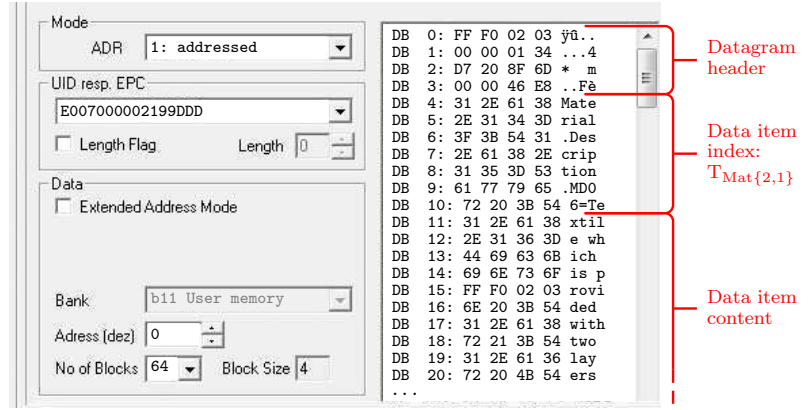 Mode
ADR 1: addressed
UID resp. EPC
E007000002199DDD
Length Flag Length 0
Data
Extended Address Mode
Bank b11 User memory
Adress (dez) 0
No of Blocks 64 Block Size 4
DB 0: FF F0 02 03 ÿû..
DB 1: 00 00 01 34 ...4
DB 2: D7 20 8F 6D * m
DB 3: 00 00 46 E8 ..Fè
DB 4: 31 2E 61 38 Mate
DB 5: 2E 31 34 3D rial
DB 6: 3F 3B 54 31 .Des
DB 7: 2E 61 38 2E crip
DB 8: 31 35 3D 53 tion
DB 9: 61 77 79 65 .MD0
DB 10: 72 20 3B 54 6=Te
DB 11: 31 2E 61 38 xtil
DB 12: 2E 31 36 3D e wh
DB 13: 44 69 63 6B ich
DB 14: 69 6E 73 6F is p
DB 15: FF F0 02 03 rovi
DB 16: 6E 20 3B 54 ded
DB 17: 31 2E 61 38 with
DB 18: 72 21 3B 54 two
DB 19: 31 2E 61 36 lay
DB 20: 72 20 4B 54 ers
...
Datagram
header
Data item
index:
T_Mat{2,1}
Data item
content